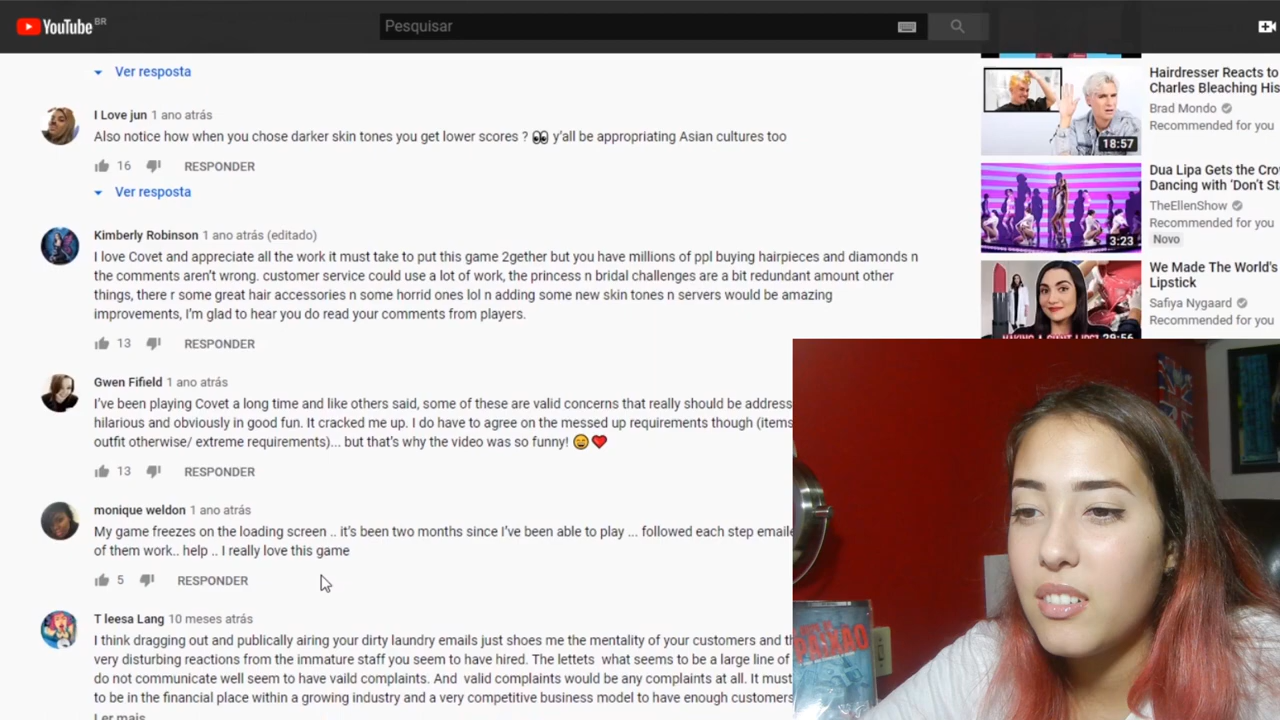 YouTube BR
Pesquisar
Ver resposta
I Love jun 1 ano atrás
Also notice how when you chose darker skin tones you get lower scores ? 👀 y'all be appropriating Asian cultures too
16 RESPONDER
Ver resposta
Kimberly Robinson 1 ano atrás (editado)
I love Covet and appreciate all the work it must take to put this game 2gether but you have millions of ppl buying hairpieces and diamonds n
the comments aren't wrong. customer service could use a lot of work, the princess n bridal challenges are a bit redundant amount other
things, there r some great hair accessories n some horrid ones lol n adding some new skin tones n servers would be amazing
improvements, I'm glad to hear you do read your comments from players.
13 RESPONDER
Gwen Fifield 1 ano atrás
I've been playing Covet a long time and like others said, some of these are valid concerns that really should be address
hilarious and obviously in good fun. It cracked me up. I do have to agree on the messed up requirements though (items
outfit otherwise/ extreme requirements)... but that's why the video was so funny! 😄❤
13 RESPONDER
monique weldon 1 ano atrás
My game freezes on the loading screen .. it's been two months since I've been able to play ... followed each step emaile
of them work.. help .. I really love this game
5 RESPONDER
T leesa Lang 10 meses atrás
I think dragging out and publically airing your dirty laundry emails just shoes me the mentality of your customers and th
very disturbing reactions from the immature staff you seem to have hired. The lettets what seems to be a large line of
do not communicate well seem to have vaild complaints. And valid complaints would be any complaints at all. It must
to be in the financial place within a growing industry and a very competitive business model to have enough customers
Ler mais
Hairdresser Reacts to
Charles Bleaching His
Brad Mondo
Recommended for you
18:57
Dua Lipa Gets the Cro
Dancing with 'Don't St
TheEllenShow
Recommended for you
Novo
3:23
We Made The World's
Lipstick
Safiya Nygaard
Recommended for you
PAIXÃO